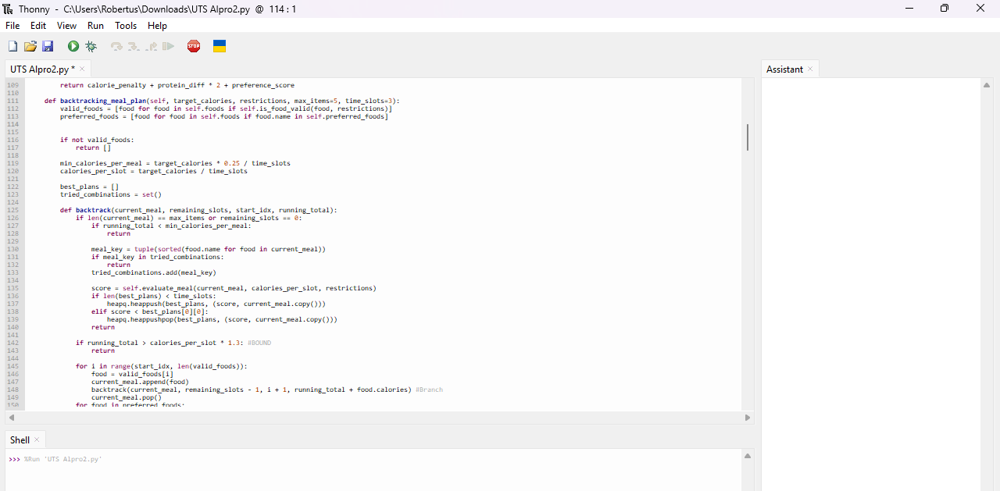 Thonny - C:\Users\Robertus\Downloads\UTS Alpro2.py @ 114 : 1
File Edit View Run Tools Help
STOP
UTS Alpro2.py * ×
Assistant ×
109 return calorie_penalty + protein_diff * 2 + preference_score
110
111 def backtracking_meal_plan(self, target_calories, restrictions, max_items=5, time_slots=3):
112 valid_foods = [food for food in self.foods if self.is_food_valid(food, restrictions)]
113 preferred_foods = [food for food in self.foods if food.name in self.preferred_foods]
114
115
116 if not valid_foods:
117 return []
118
119 min_calories_per_meal = target_calories * 0.25 / time_slots
120 calories_per_slot = target_calories / time_slots
121
122 best_plans = []
123 tried_combinations = set()
124
125 def backtrack(current_meal, remaining_slots, start_idx, running_total):
126 if len(current_meal) == max_items or remaining_slots == 0:
127 if running_total < min_calories_per_meal:
128 return
129
130 meal_key = tuple(sorted(food.name for food in current_meal))
131 if meal_key in tried_combinations:
132 return
133 tried_combinations.add(meal_key)
134
135 score = self.evaluate_meal(current_meal, calories_per_slot, restrictions)
136 if len(best_plans) < time_slots:
137 heapq.heappush(best_plans, (score, current_meal.copy()))
138 elif score < best_plans[0][0]:
139 heapq.heappushpop(best_plans, (score, current_meal.copy()))
140 return
141
142 if running_total > calories_per_slot * 1.3: #BOUND
143 return
144
145 for i in range(start_idx, len(valid_foods)):
146 food = valid_foods[i]
147 current_meal.append(food)
148 backtrack(current_meal, remaining_slots - 1, i + 1, running_total + food.calories) #Branch
149 current_meal.pop()
150 for food in preferred_foods:
Shell ×
>>> %Run 'UTS Alpro2.py'